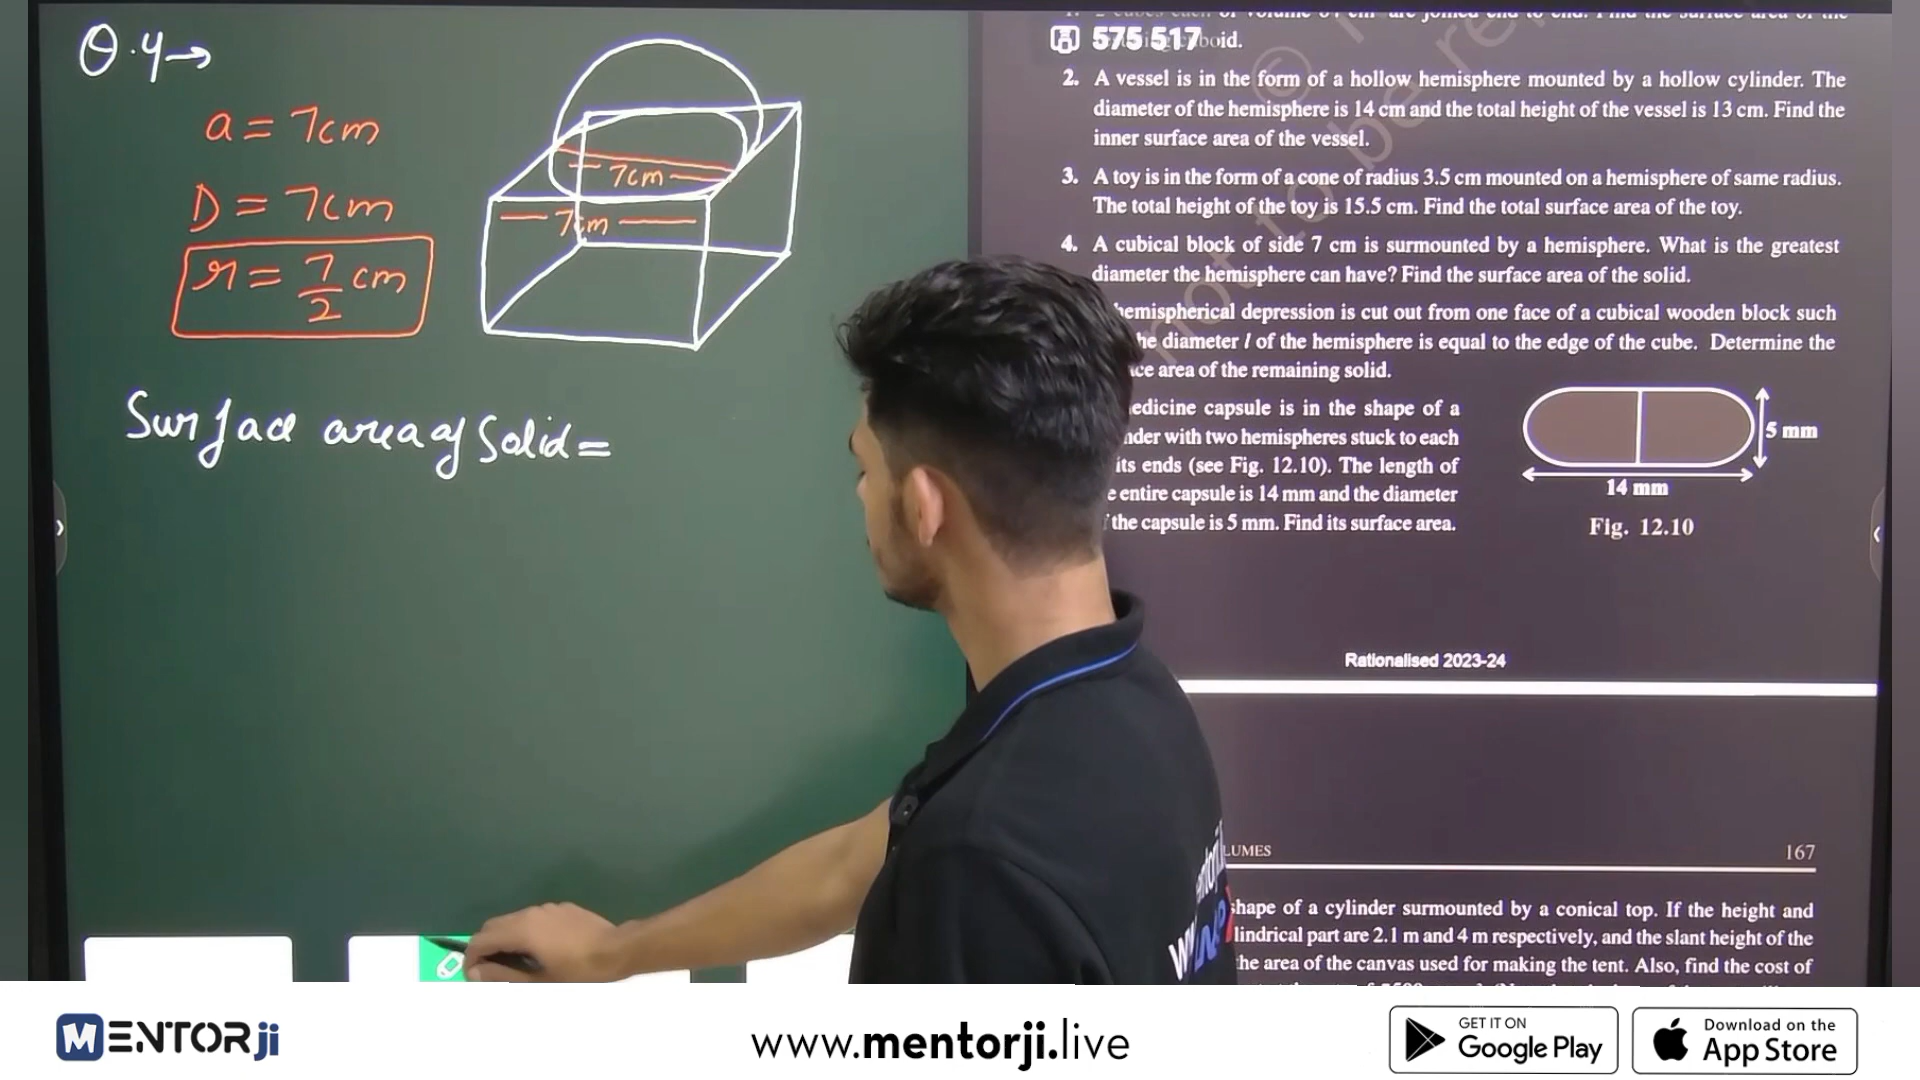 Q.4→
a = 7cm
D = 7cm
r = 7/2 cm
7cm
7cm
Surface area of Solid =
575 517
oid.
2. A vessel is in the form of a hollow hemisphere mounted by a hollow cylinder. The
diameter of the hemisphere is 14 cm and the total height of the vessel is 13 cm. Find the
inner surface area of the vessel.
3. A toy is in the form of a cone of radius 3.5 cm mounted on a hemisphere of same radius.
The total height of the toy is 15.5 cm. Find the total surface area of the toy.
4. A cubical block of side 7 cm is surmounted by a hemisphere. What is the greatest
diameter the hemisphere can have? Find the surface area of the solid.
hemispherical depression is cut out from one face of a cubical wooden block such
he diameter l of the hemisphere is equal to the edge of the cube. Determine the
ce area of the remaining solid.
edicine capsule is in the shape of a
nder with two hemispheres stuck to each
its ends (see Fig. 12.10). The length of
e entire capsule is 14 mm and the diameter
the capsule is 5 mm. Find its surface area.
5 mm
14 mm
Fig. 12.10
Rationalised 2023-24
LUMES
167
shape of a cylinder surmounted by a conical top. If the height and
lindrical part are 2.1 m and 4 m respectively, and the slant height of the
the area of the canvas used for making the tent. Also, find the cost of
MENTORji
www.mentorji.live
GET IT ON
Google Play
Download on the
App Store